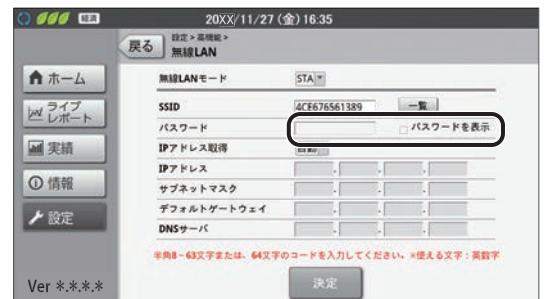 経済
20XX/11/27 (金) 16:35
戻る
設定 > 高機能 >
無線LAN
ホーム
ライブ
レポート
実績
情報
設定
Ver *.*.*.*
無線LANモード STA
SSID 4CE676561389 一覧
パスワード パスワードを表示
IPアドレス取得 自動
IPアドレス . . .
サブネットマスク . . .
デフォルトゲートウェイ . . .
DNSサーバ . . .
半角8~63文字または、64文字のコードを入力してください。※使える文字：英数字
決定